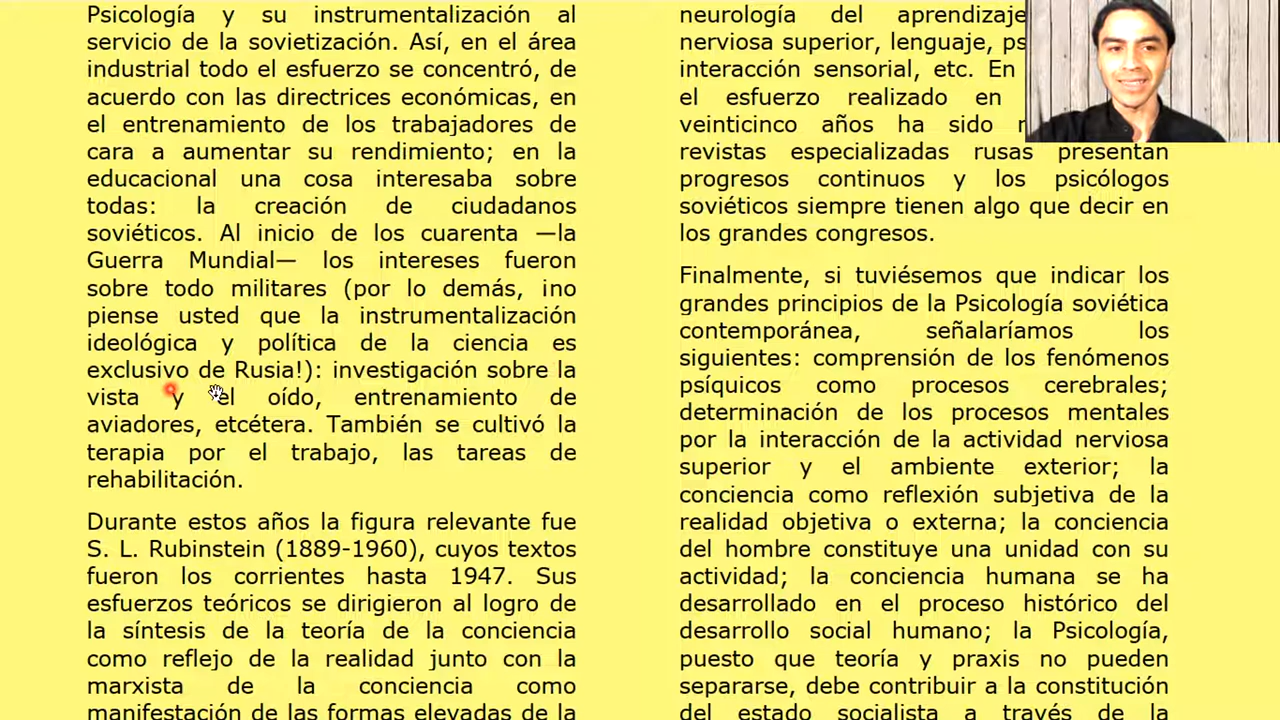 Psicología y su instrumentalización al
servicio de la sovietización. Así, en el área
industrial todo el esfuerzo se concentró, de
acuerdo con las directrices económicas, en
el entrenamiento de los trabajadores de
cara a aumentar su rendimiento; en la
educacional una cosa interesaba sobre
todas: la creación de ciudadanos
soviéticos. Al inicio de los cuarenta —la
Guerra Mundial— los intereses fueron
sobre todo militares (por lo demás, ¡no
piense usted que la instrumentalización
ideológica y política de la ciencia es
exclusivo de Rusia!): investigación sobre la
vista y el oído, entrenamiento de
aviadores, etcétera. También se cultivó la
terapia por el trabajo, las tareas de
rehabilitación.
Durante estos años la figura relevante fue
S. L. Rubinstein (1889-1960), cuyos textos
fueron los corrientes hasta 1947. Sus
esfuerzos teóricos se dirigieron al logro de
la síntesis de la teoría de la conciencia
como reflejo de la realidad junto con la
marxista de la conciencia como
manifestación de las formas elevadas de la
neurología del aprendizaje
nerviosa superior, lenguaje,
interacción sensorial, etc. En
el esfuerzo realizado en
veinticinco años ha sido
revistas especializadas rusas presentan
progresos continuos y los psicólogos
soviéticos siempre tienen algo que decir en
los grandes congresos.
Finalmente, si tuviésemos que indicar los
grandes principios de la Psicología soviética
contemporánea, señalaríamos los
siguientes: comprensión de los fenómenos
psíquicos como procesos cerebrales;
determinación de los procesos mentales
por la interacción de la actividad nerviosa
superior y el ambiente exterior; la
conciencia como reflexión subjetiva de la
realidad objetiva o externa; la conciencia
del hombre constituye una unidad con su
actividad; la conciencia humana se ha
desarrollado en el proceso histórico del
desarrollo social humano; la Psicología,
puesto que teoría y praxis no pueden
separarse, debe contribuir a la constitución
del estado socialista a través de la